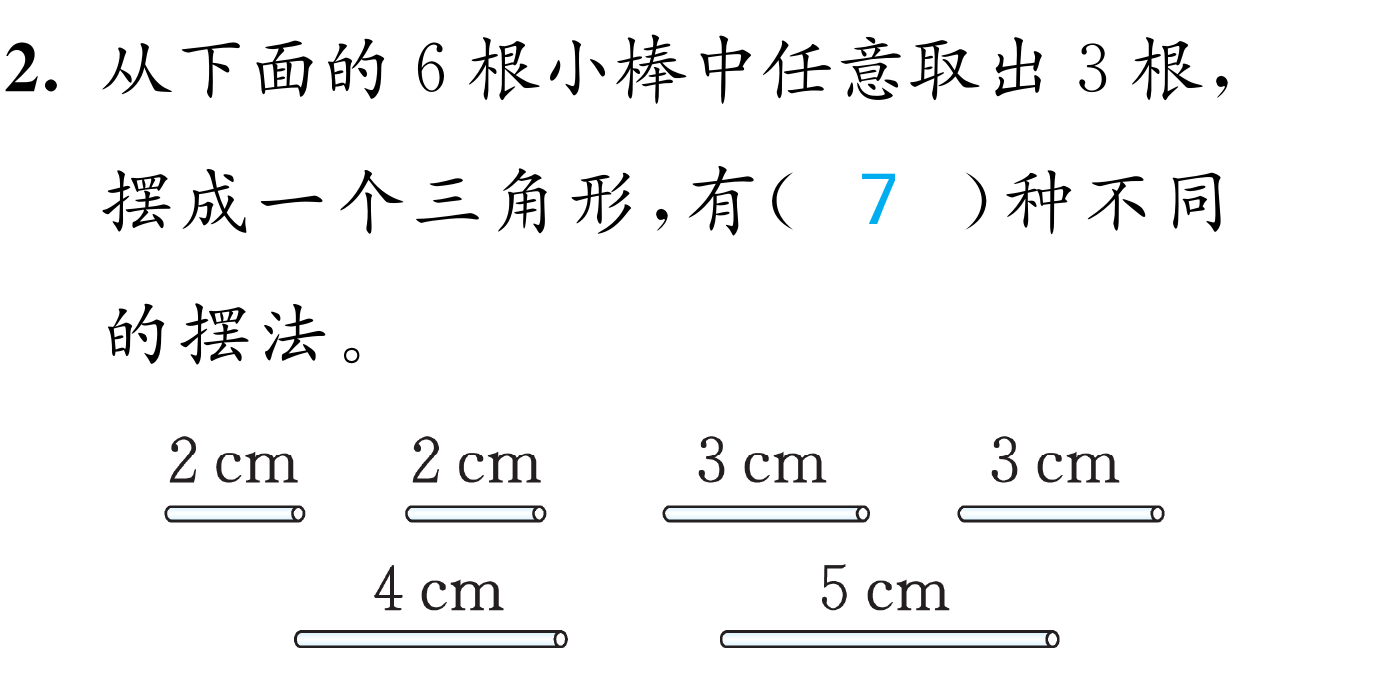 2. 从下面的 6 根小棒中任意取出 3 根，
摆成一个三角形，有( 7 )种不同
的摆法。
2 cm 2 cm 3 cm 3 cm
4 cm 5 cm